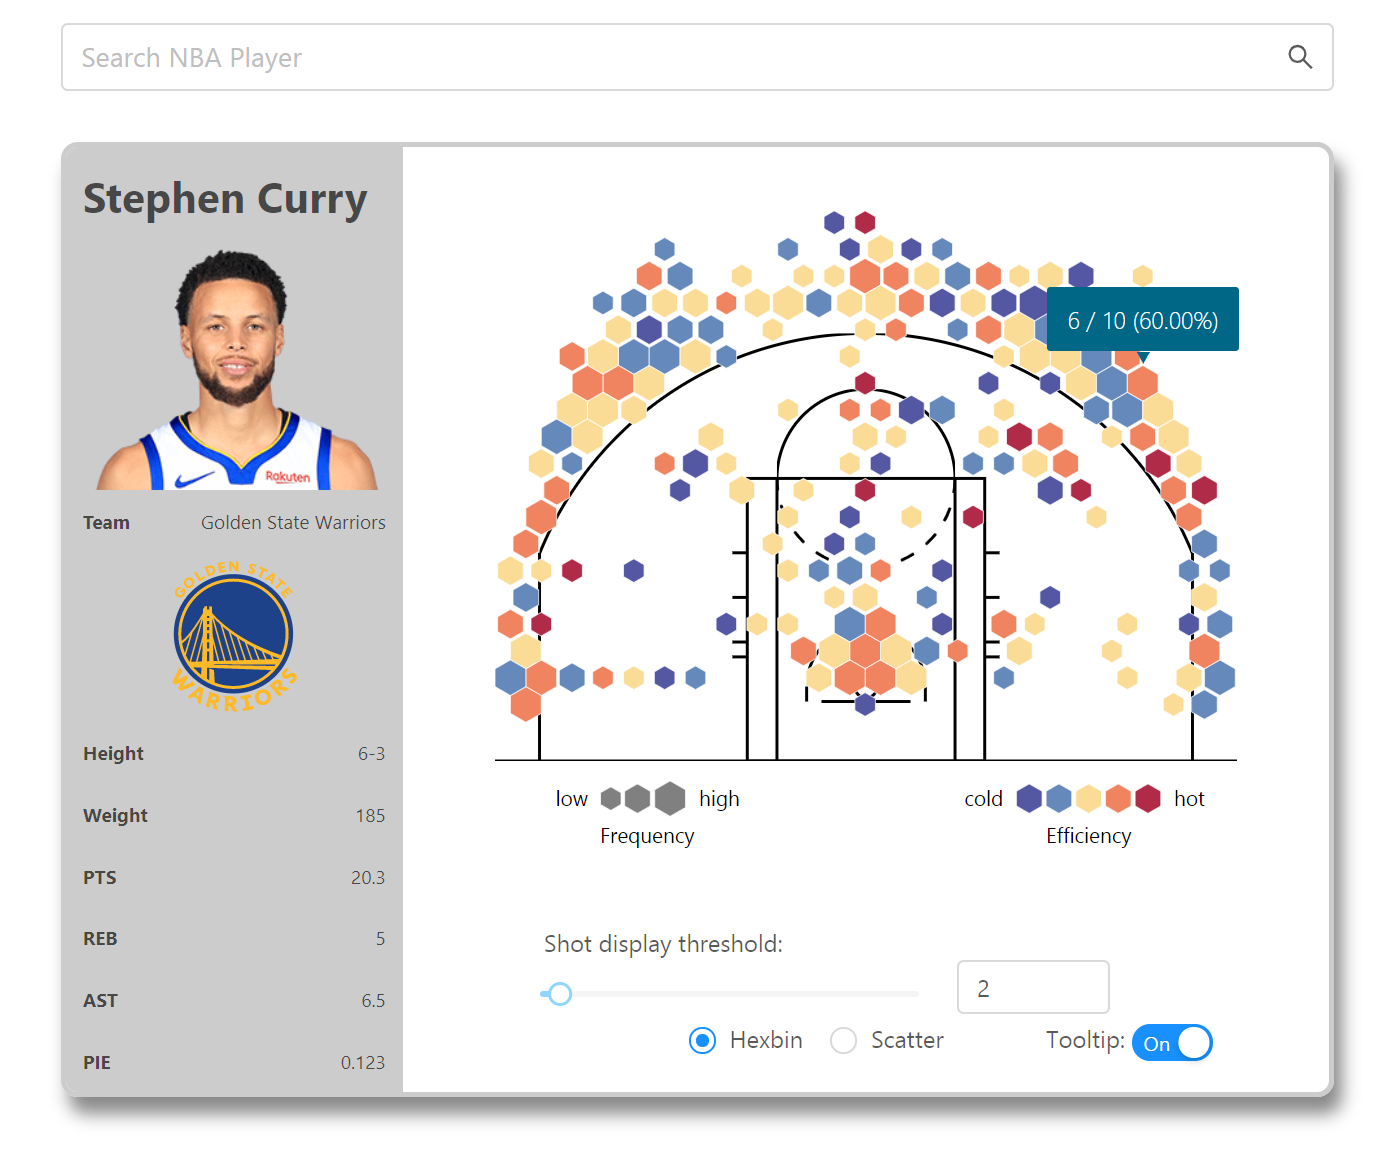 Search NBA Player
Stephen Curry
Rakuten
Team Golden State Warriors
GOLDEN STATE
WARRIORS
Height 6-3
Weight 185
PTS 20.3
REB 5
AST 6.5
PIE 0.123
6 / 10 (60.00%)
low high
Frequency
cold hot
Efficiency
Shot display threshold:
2
Hexbin Scatter Tooltip: On